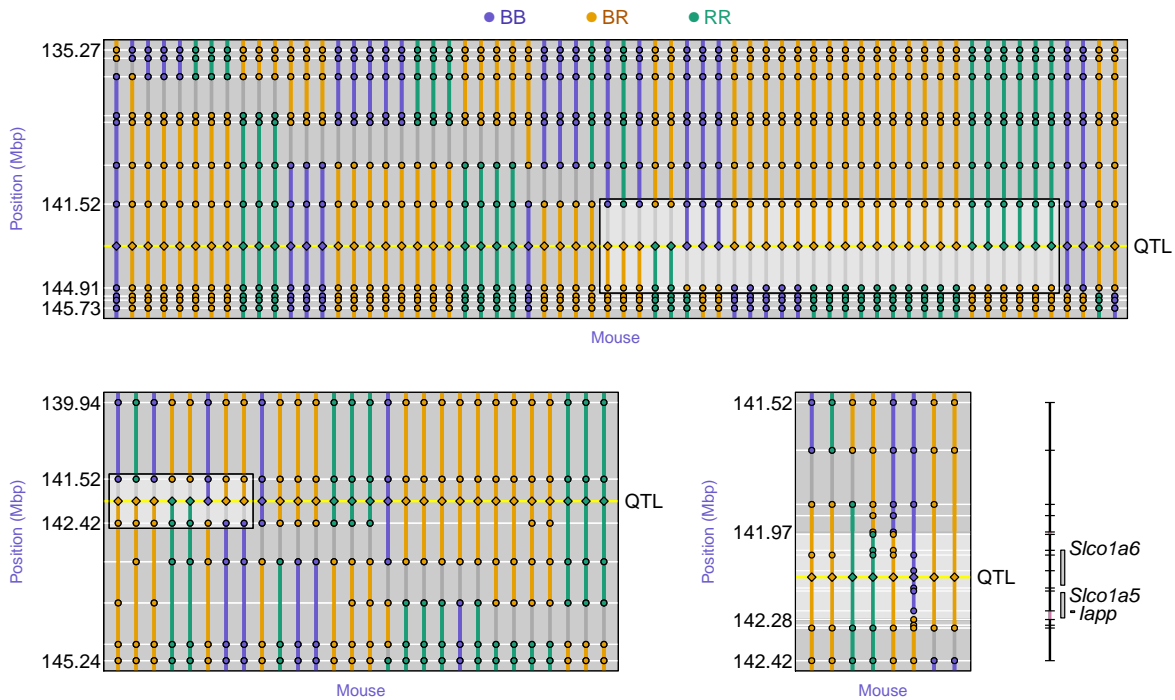 BB BR RR
135.27
141.52
144.91
145.73
Position (Mbp)
QTL
Mouse
139.94
141.52
142.42
145.24
Position (Mbp)
QTL
Mouse
141.52
141.97
142.28
142.42
Position (Mbp)
QTL
Mouse
Slco1a6
Slco1a5
- Iapp